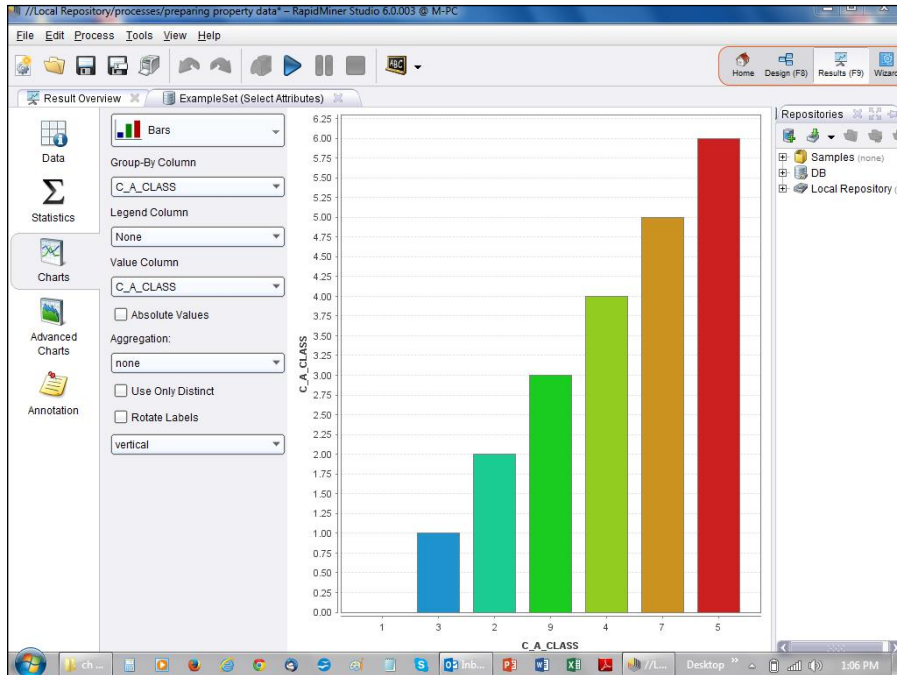 //Local Repository/processes/preparing property data* – RapidMiner Studio 6.0.003 @ M-PC
File Edit Process Tools View Help
ABC
Home Design (F8) Results (F9) Wizard
Result Overview ExampleSet (Select Attributes)
Data
Statistics
Charts
Advanced
Charts
Annotation
Bars
Group-By Column
C_A_CLASS
Legend Column
None
Value Column
C_A_CLASS
Absolute Values
Aggregation:
none
Use Only Distinct
Rotate Labels
vertical
C_A_CLASS
6.25
6.00
5.75
5.50
5.25
5.00
4.75
4.50
4.25
4.00
3.75
3.50
3.25
3.00
2.75
2.50
2.25
2.00
1.75
1.50
1.25
1.00
0.75
0.50
0.25
0.00
1 3 2 9 4 7 5
C_A_CLASS
Repositories
Samples (none)
DB
Local Repository (
ch ... Inb... //L... Desktop 1:06 PM